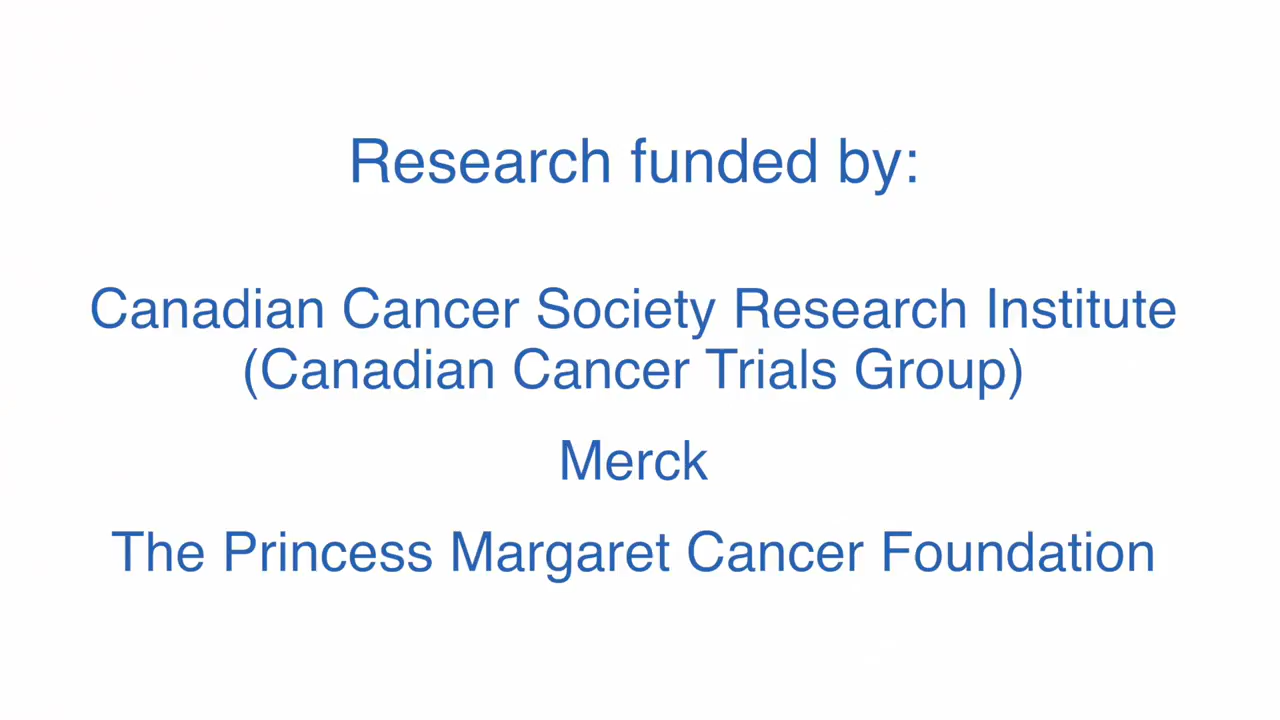 Research funded by:
Canadian Cancer Society Research Institute
(Canadian Cancer Trials Group)
Merck
The Princess Margaret Cancer Foundation